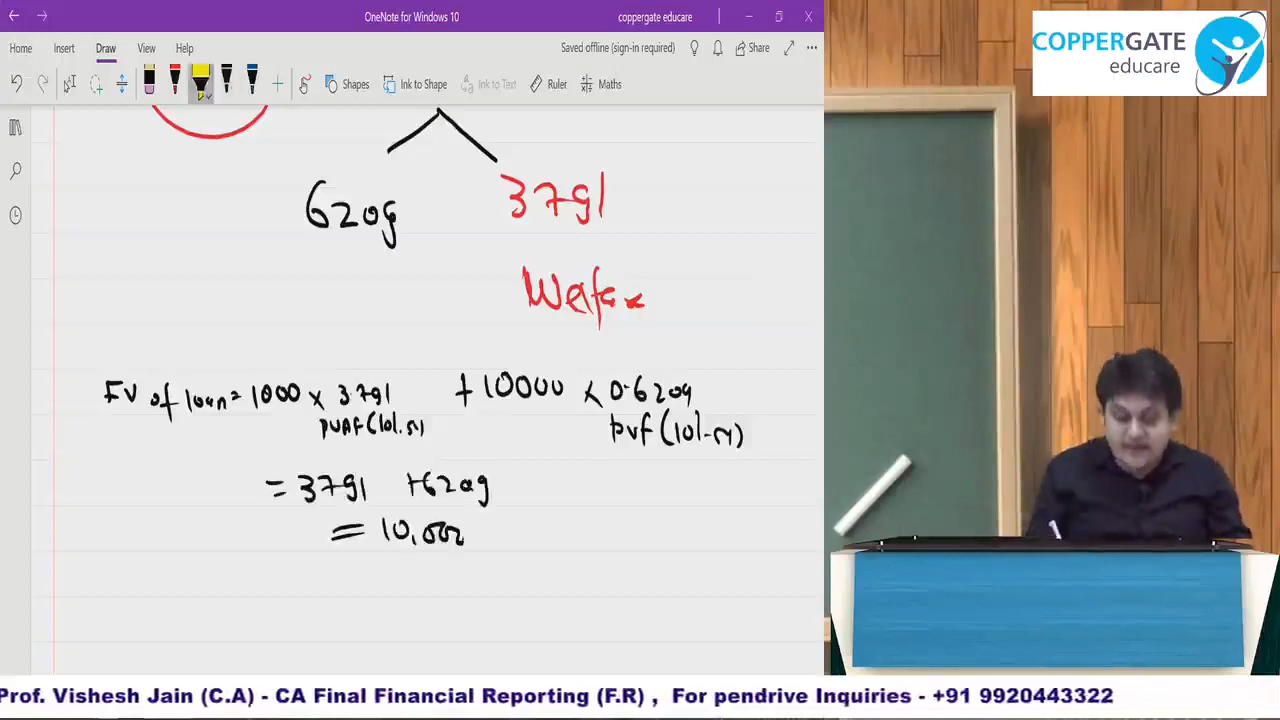 OneNote for Windows 10
coppergate educare
Home Insert Draw View Help
Saved offline (sign-in required)
Share
Shapes Ink to Shape Ink to Text Ruler Maths
COPPERGATE
educare
6209 3791
Welfare
FV of loan = 1000 × 3.791 + 10000 × 0.6209
PVAF (10%-5Y) PVF (10%-5Y)
= 3791 +6209
= 10,000
Prof. Vishesh Jain (C.A) - CA Final Financial Reporting (F.R) , For pendrive Inquiries - +91 9920443322